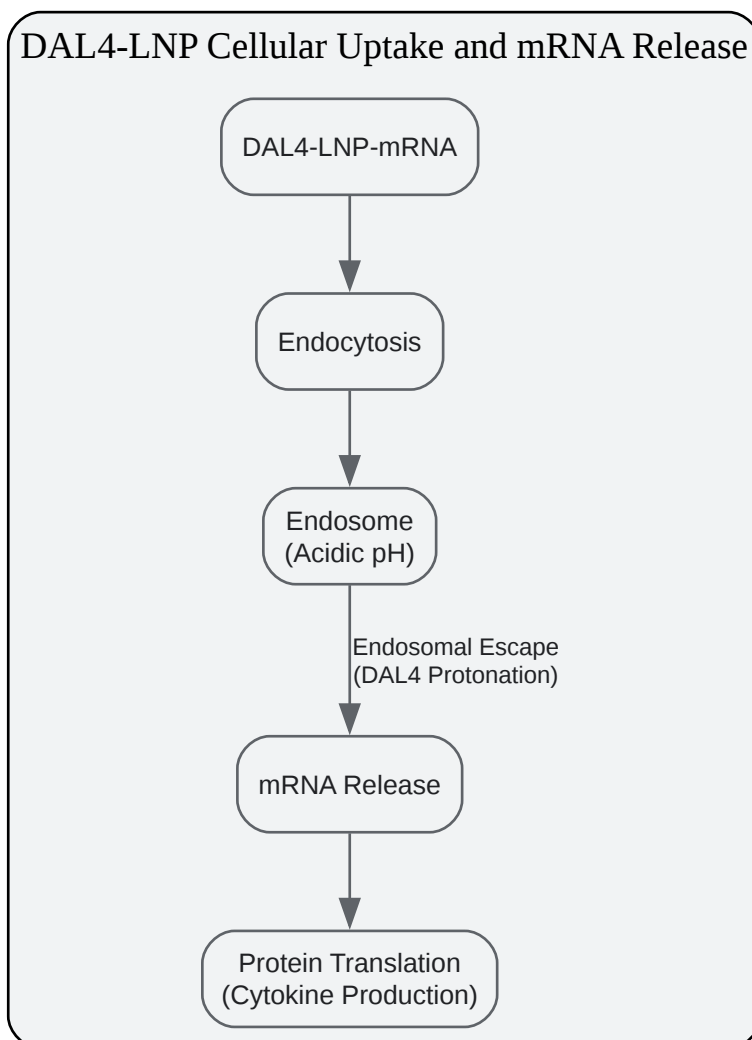 DAL4-LNP Cellular Uptake and mRNA Release
DAL4-LNP-mRNA
Endocytosis
Endosome
(Acidic pH)
Endosomal Escape
(DAL4 Protonation)
mRNA Release
Protein Translation
(Cytokine Production)